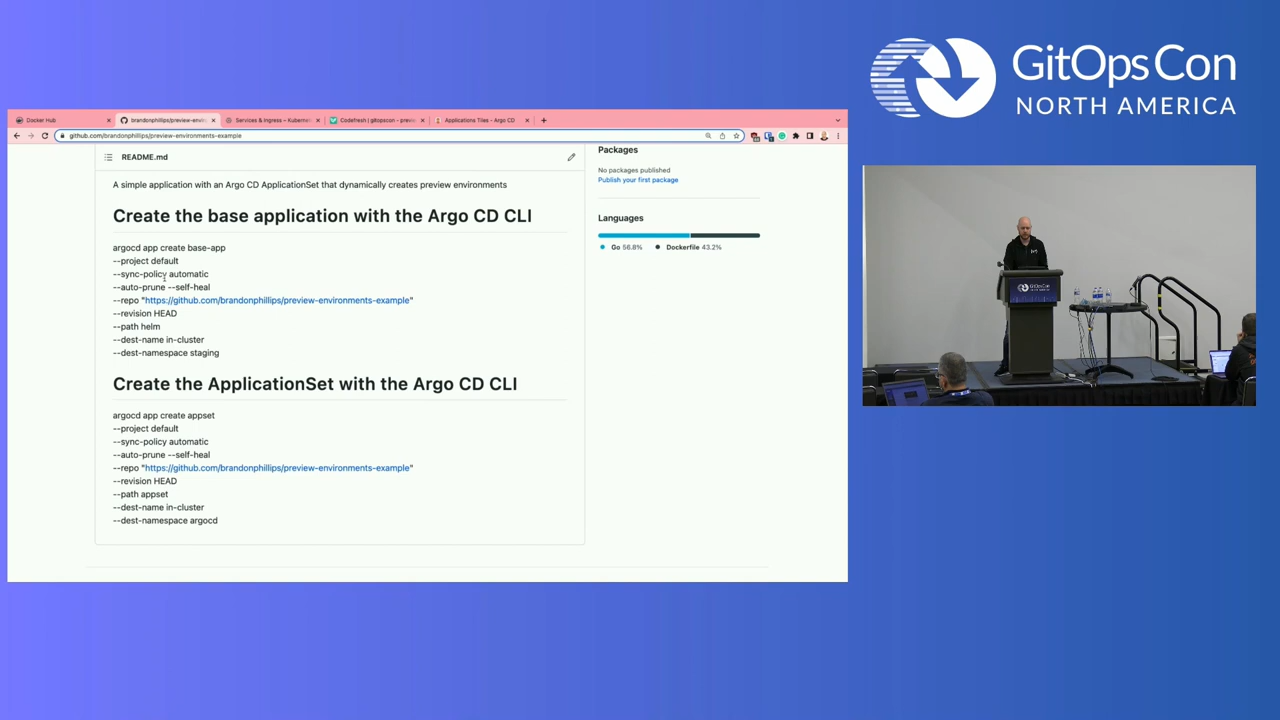 GitOpsCon
NORTH AMERICA
Docker Hub
brandonphillips/preview-enviro
Services & Ingress – Kubernet
Codefresh | gitopscon - previe
Applications Tiles - Argo CD
github.com/brandonphillips/preview-environments-example
README.md
A simple application with an Argo CD ApplicationSet that dynamically creates preview environments
Create the base application with the Argo CD CLI
argocd app create base-app
--project default
--sync-policy automatic
--auto-prune --self-heal
--repo "https://github.com/brandonphillips/preview-environments-example"
--revision HEAD
--path helm
--dest-name in-cluster
--dest-namespace staging
Create the ApplicationSet with the Argo CD CLI
argocd app create appset
--project default
--sync-policy automatic
--auto-prune --self-heal
--repo "https://github.com/brandonphillips/preview-environments-example"
--revision HEAD
--path appset
--dest-name in-cluster
--dest-namespace argocd
Packages
No packages published
Publish your first package
Languages
Go 56.8%
Dockerfile 43.2%
GitOpsCon